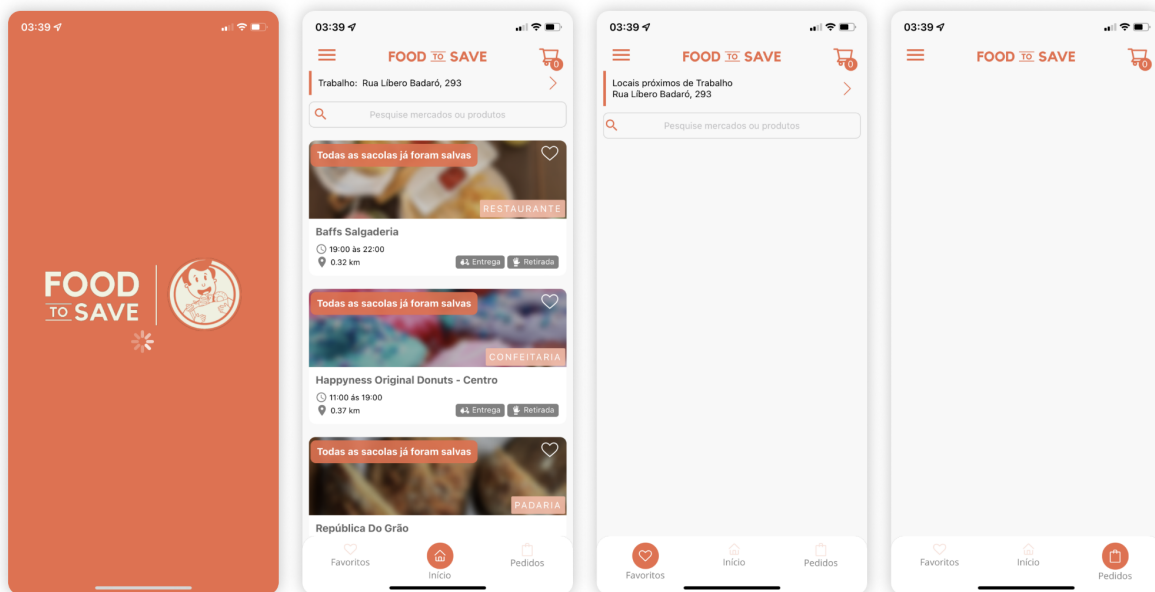 03:39
FOOD
TO SAVE
03:39
FOOD TO SAVE
0
Trabalho: Rua Líbero Badaró, 293
Pesquise mercados ou produtos
Todas as sacolas já foram salvas
RESTAURANTE
Baffs Salgaderia
19:00 às 22:00
0.32 km
Entrega
Retirada
Todas as sacolas já foram salvas
CONFEITARIA
Happyness Original Donuts - Centro
11:00 ás 19:00
0.37 km
Entrega
Retirada
Todas as sacolas já foram salvas
PADARIA
República Do Grão
Favoritos
Início
Pedidos
03:39
FOOD TO SAVE
0
Locais próximos de Trabalho
Rua Líbero Badaró, 293
Pesquise mercados ou produtos
Favoritos
Início
Pedidos
03:39
FOOD TO SAVE
0
Favoritos
Início
Pedidos